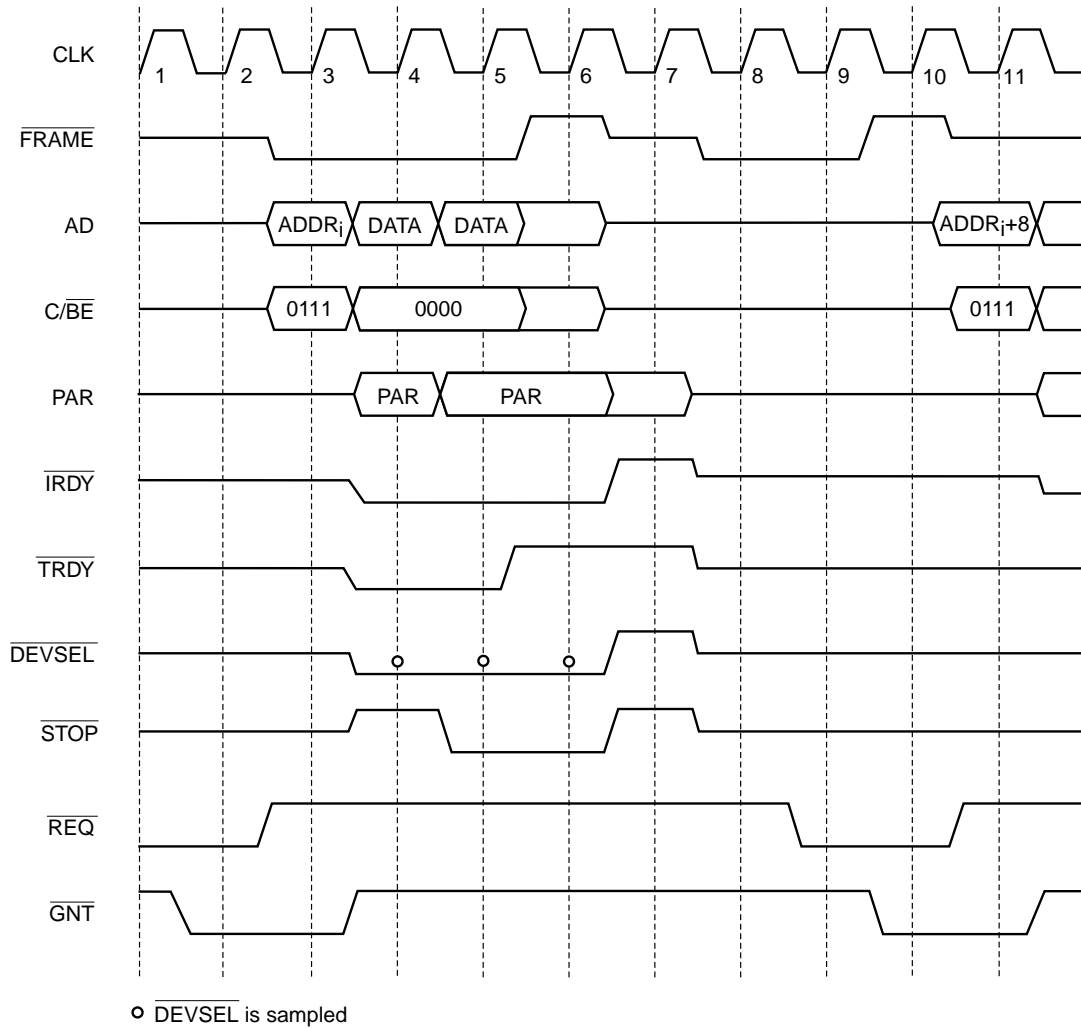 CLK
1 2 3 4 5 6 7 8 9 10 11
FRAME
AD
ADDRi DATA DATA ADDRi+8
C/BE
0111 0000 0111
PAR
PAR PAR
IRDY
TRDY
DEVSEL
STOP
REQ
GNT
DEVSEL is sampled